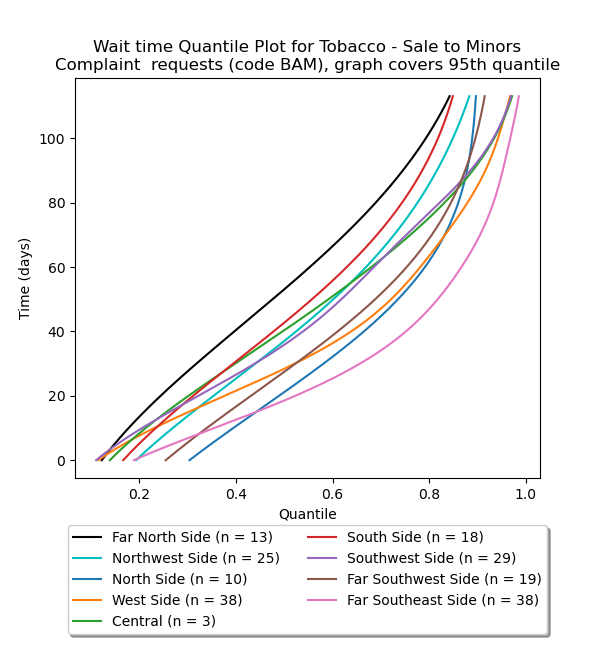 Wait time Quantile Plot for Tobacco - Sale to Minors
Complaint  requests (code BAM), graph covers 95th quantile
100
80
60
40
20
0
Time (days)
0.2
0.4
0.6
0.8
1.0
Quantile
Far North Side (n = 13)
Northwest Side (n = 25)
North Side (n = 10)
West Side (n = 38)
Central (n = 3)
South Side (n = 18)
Southwest Side (n = 29)
Far Southwest Side (n = 19)
Far Southeast Side (n = 38)